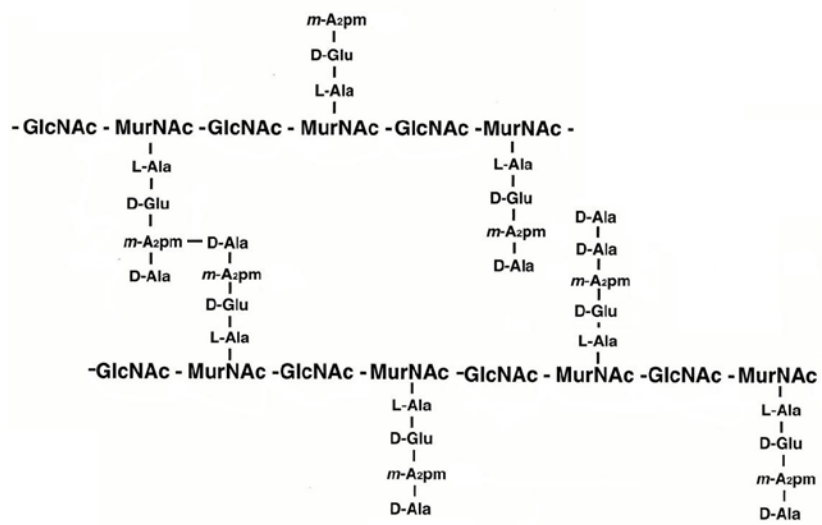 m-A2pm
D-Glu
L-Ala
- GlcNAc - MurNAc -GlcNAc - MurNAc -GlcNAc -MurNAc -
L-Ala
D-Glu
m-A2pm — D-Ala
D-Ala
m-A2pm
D-Glu
L-Ala
L-Ala
D-Glu
m-A2pm
D-Ala
D-Ala
D-Ala
m-A2pm
D-Glu
L-Ala
-GlcNAc - MurNAc -GlcNAc - MurNAc -GlcNAc - MurNAc -GlcNAc - MurNAc
L-Ala
D-Glu
m-A2pm
D-Ala
L-Ala
D-Glu
m-A2pm
D-Ala